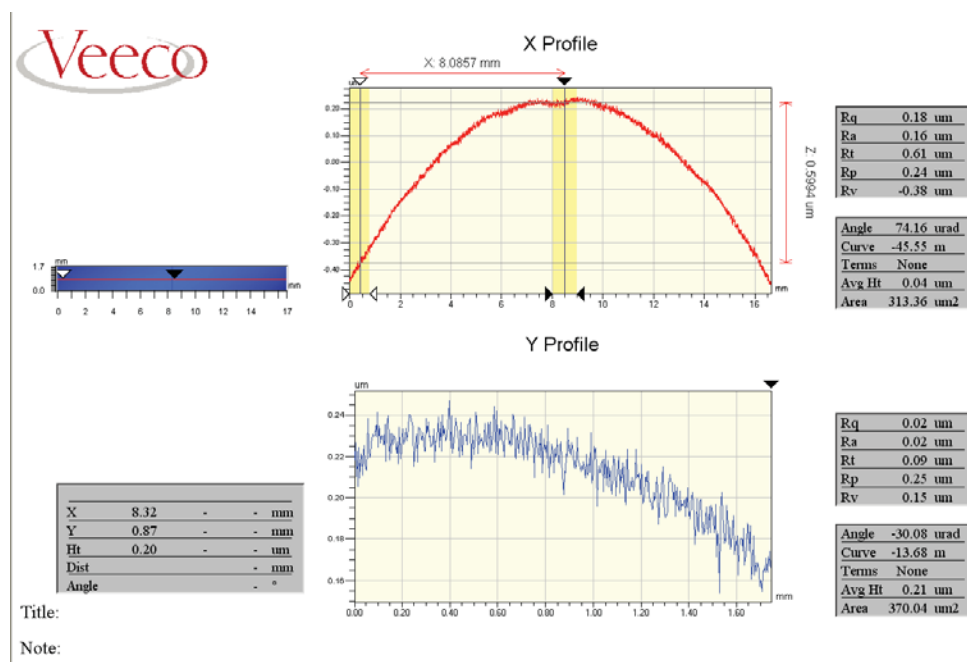 Veeco
X Profile
X: 8.0857 mm
0.20
0.10
0.00
-0.10
-0.20
-0.30
-0.40
0 2 4 6 8 10 12 14 16 mm
Z: 0.5994 um
Rq 0.18 um
Ra 0.16 um
Rt 0.61 um
Rp 0.24 um
Rv -0.38 um
Angle 74.16 urad
Curve -45.55 m
Terms None
Avg Ht 0.04 um
Area 313.36 um2
mm
1.7
0.0
mm
0 2 4 6 8 10 12 14 17
Y Profile
um
0.24
0.22
0.20
0.18
0.16
0.00 0.20 0.40 0.60 0.80 1.00 1.20 1.40 1.60 mm
Rq 0.02 um
Ra 0.02 um
Rt 0.09 um
Rp 0.25 um
Rv 0.15 um
Angle -30.08 urad
Curve -13.68 m
Terms None
Avg Ht 0.21 um
Area 370.04 um2
X 8.32 - - mm
Y 0.87 - - mm
Ht 0.20 - - um
Dist - mm
Angle - °
Title:
Note: